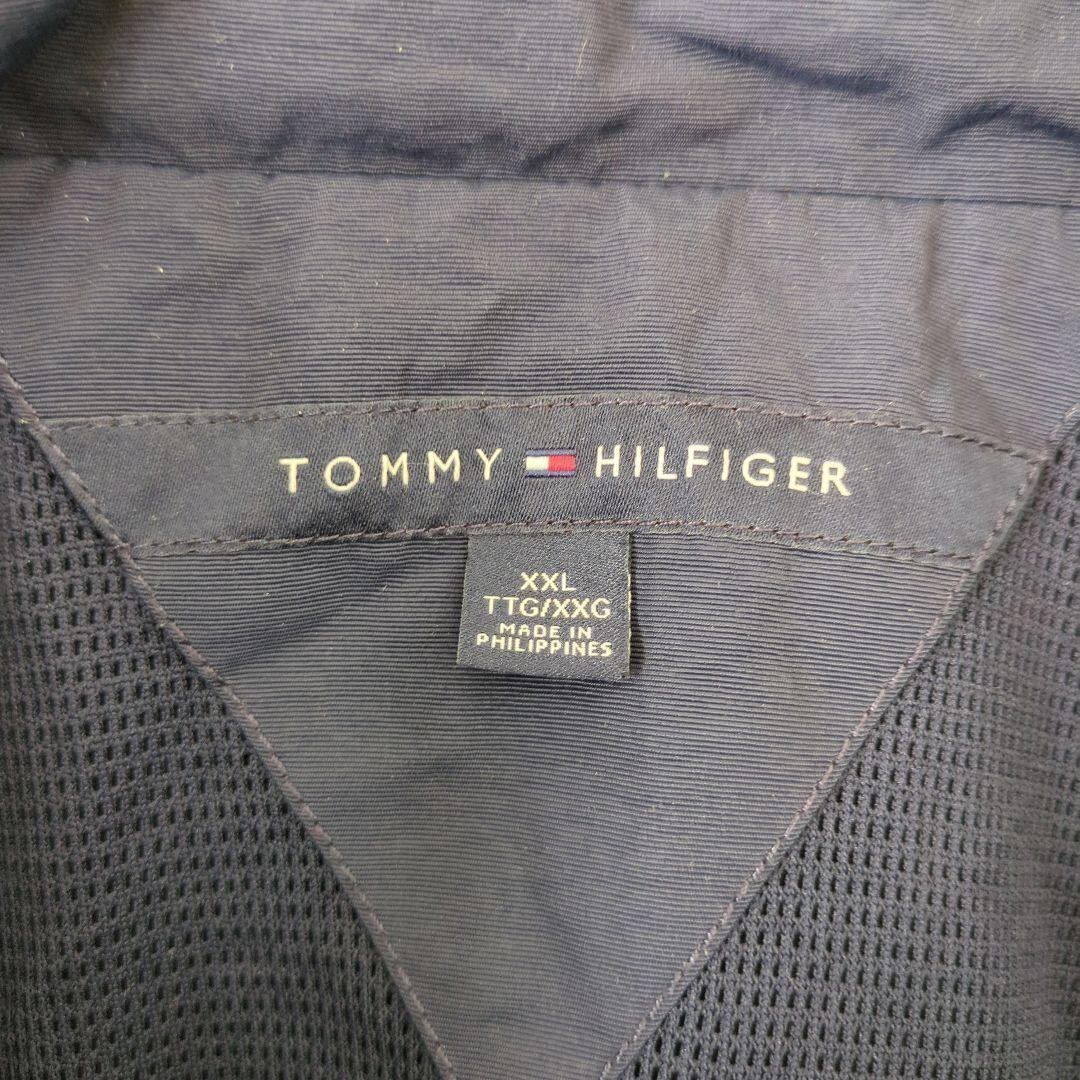 TOMMY HILFIGER
XXL
TTG/XXG
MADE IN
PHILIPPINES